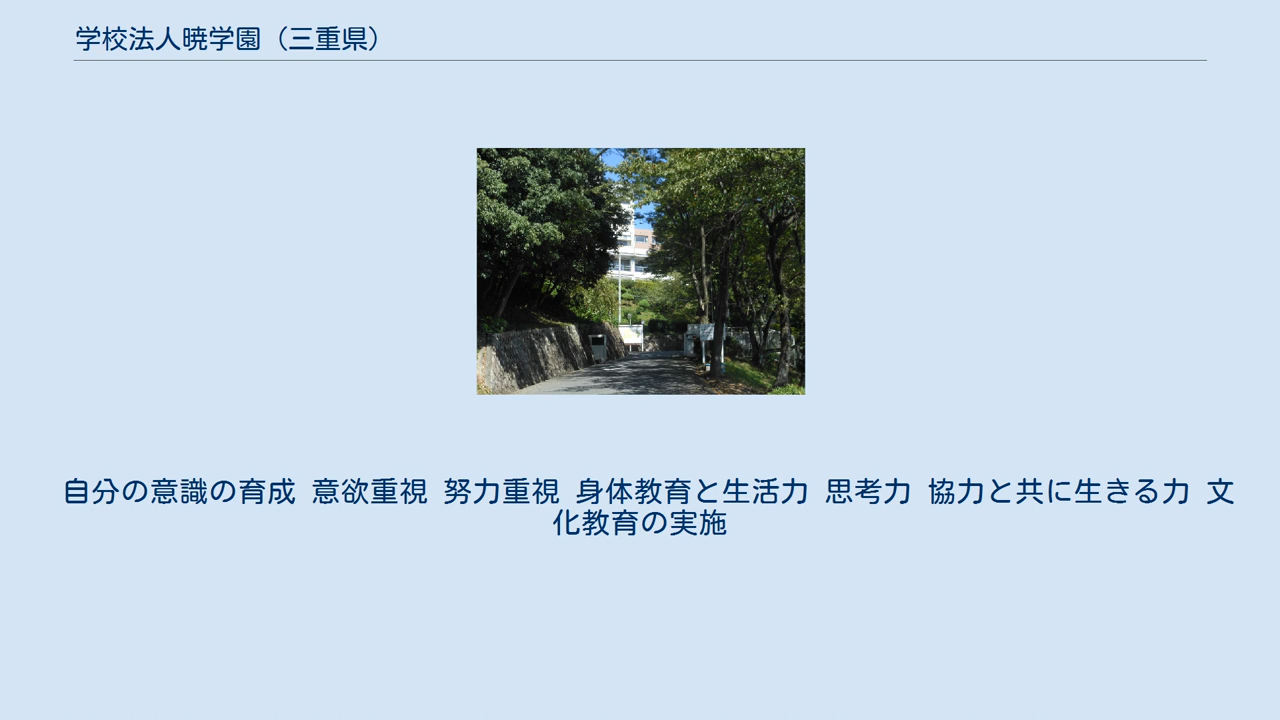 学校法人暁学園（三重県）
自分の意識の育成 意欲重視 努力重視 身体教育と生活力 思考力 協力と共に生きる力 文
化教育の実施